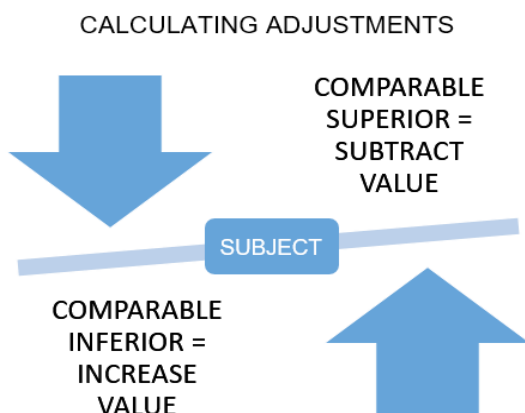 CALCULATING ADJUSTMENTS
COMPARABLE
SUPERIOR =
SUBTRACT
VALUE
SUBJECT
COMPARABLE
INFERIOR =
INCREASE
VALUE